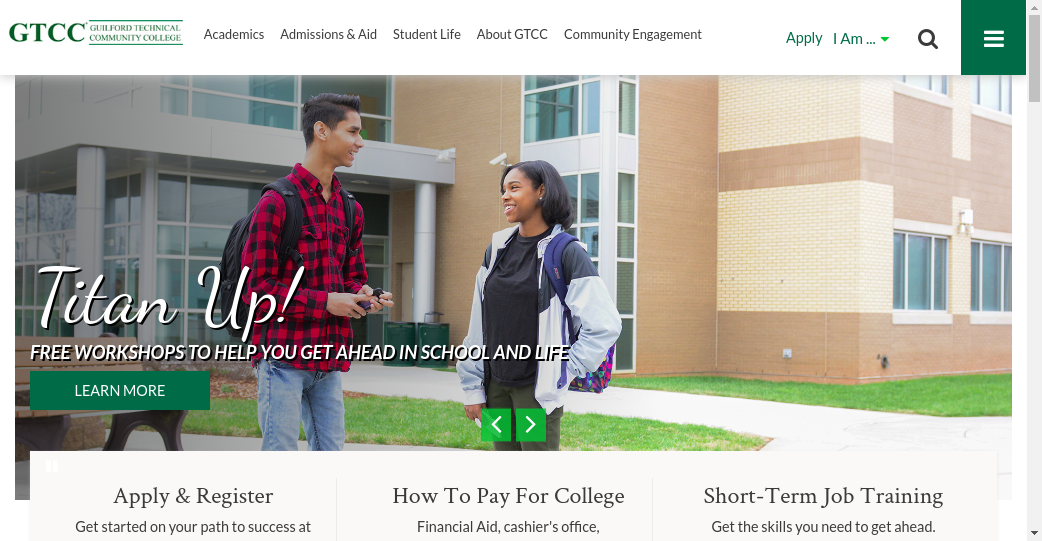 GTCC GUILFORD TECHNICAL
COMMUNITY COLLEGE
Academics Admissions & Aid Student Life About GTCC Community Engagement
Apply I Am ...
Titan Up!
FREE WORKSHOPS TO HELP YOU GET AHEAD IN SCHOOL AND LIFE
LEARN MORE
Apply & Register How To Pay For College Short-Term Job Training
Get started on your path to success at Financial Aid, cashier's office, Get the skills you need to get ahead.